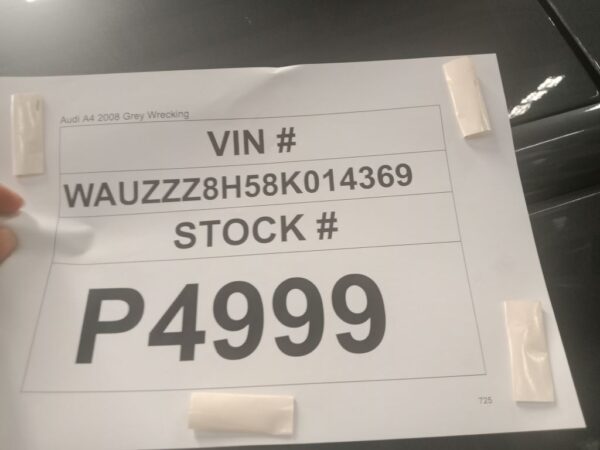 Audi A4 2008 Grey Wrecking
VIN #
WAUZZZ8H58K014369
STOCK #
P4999
725